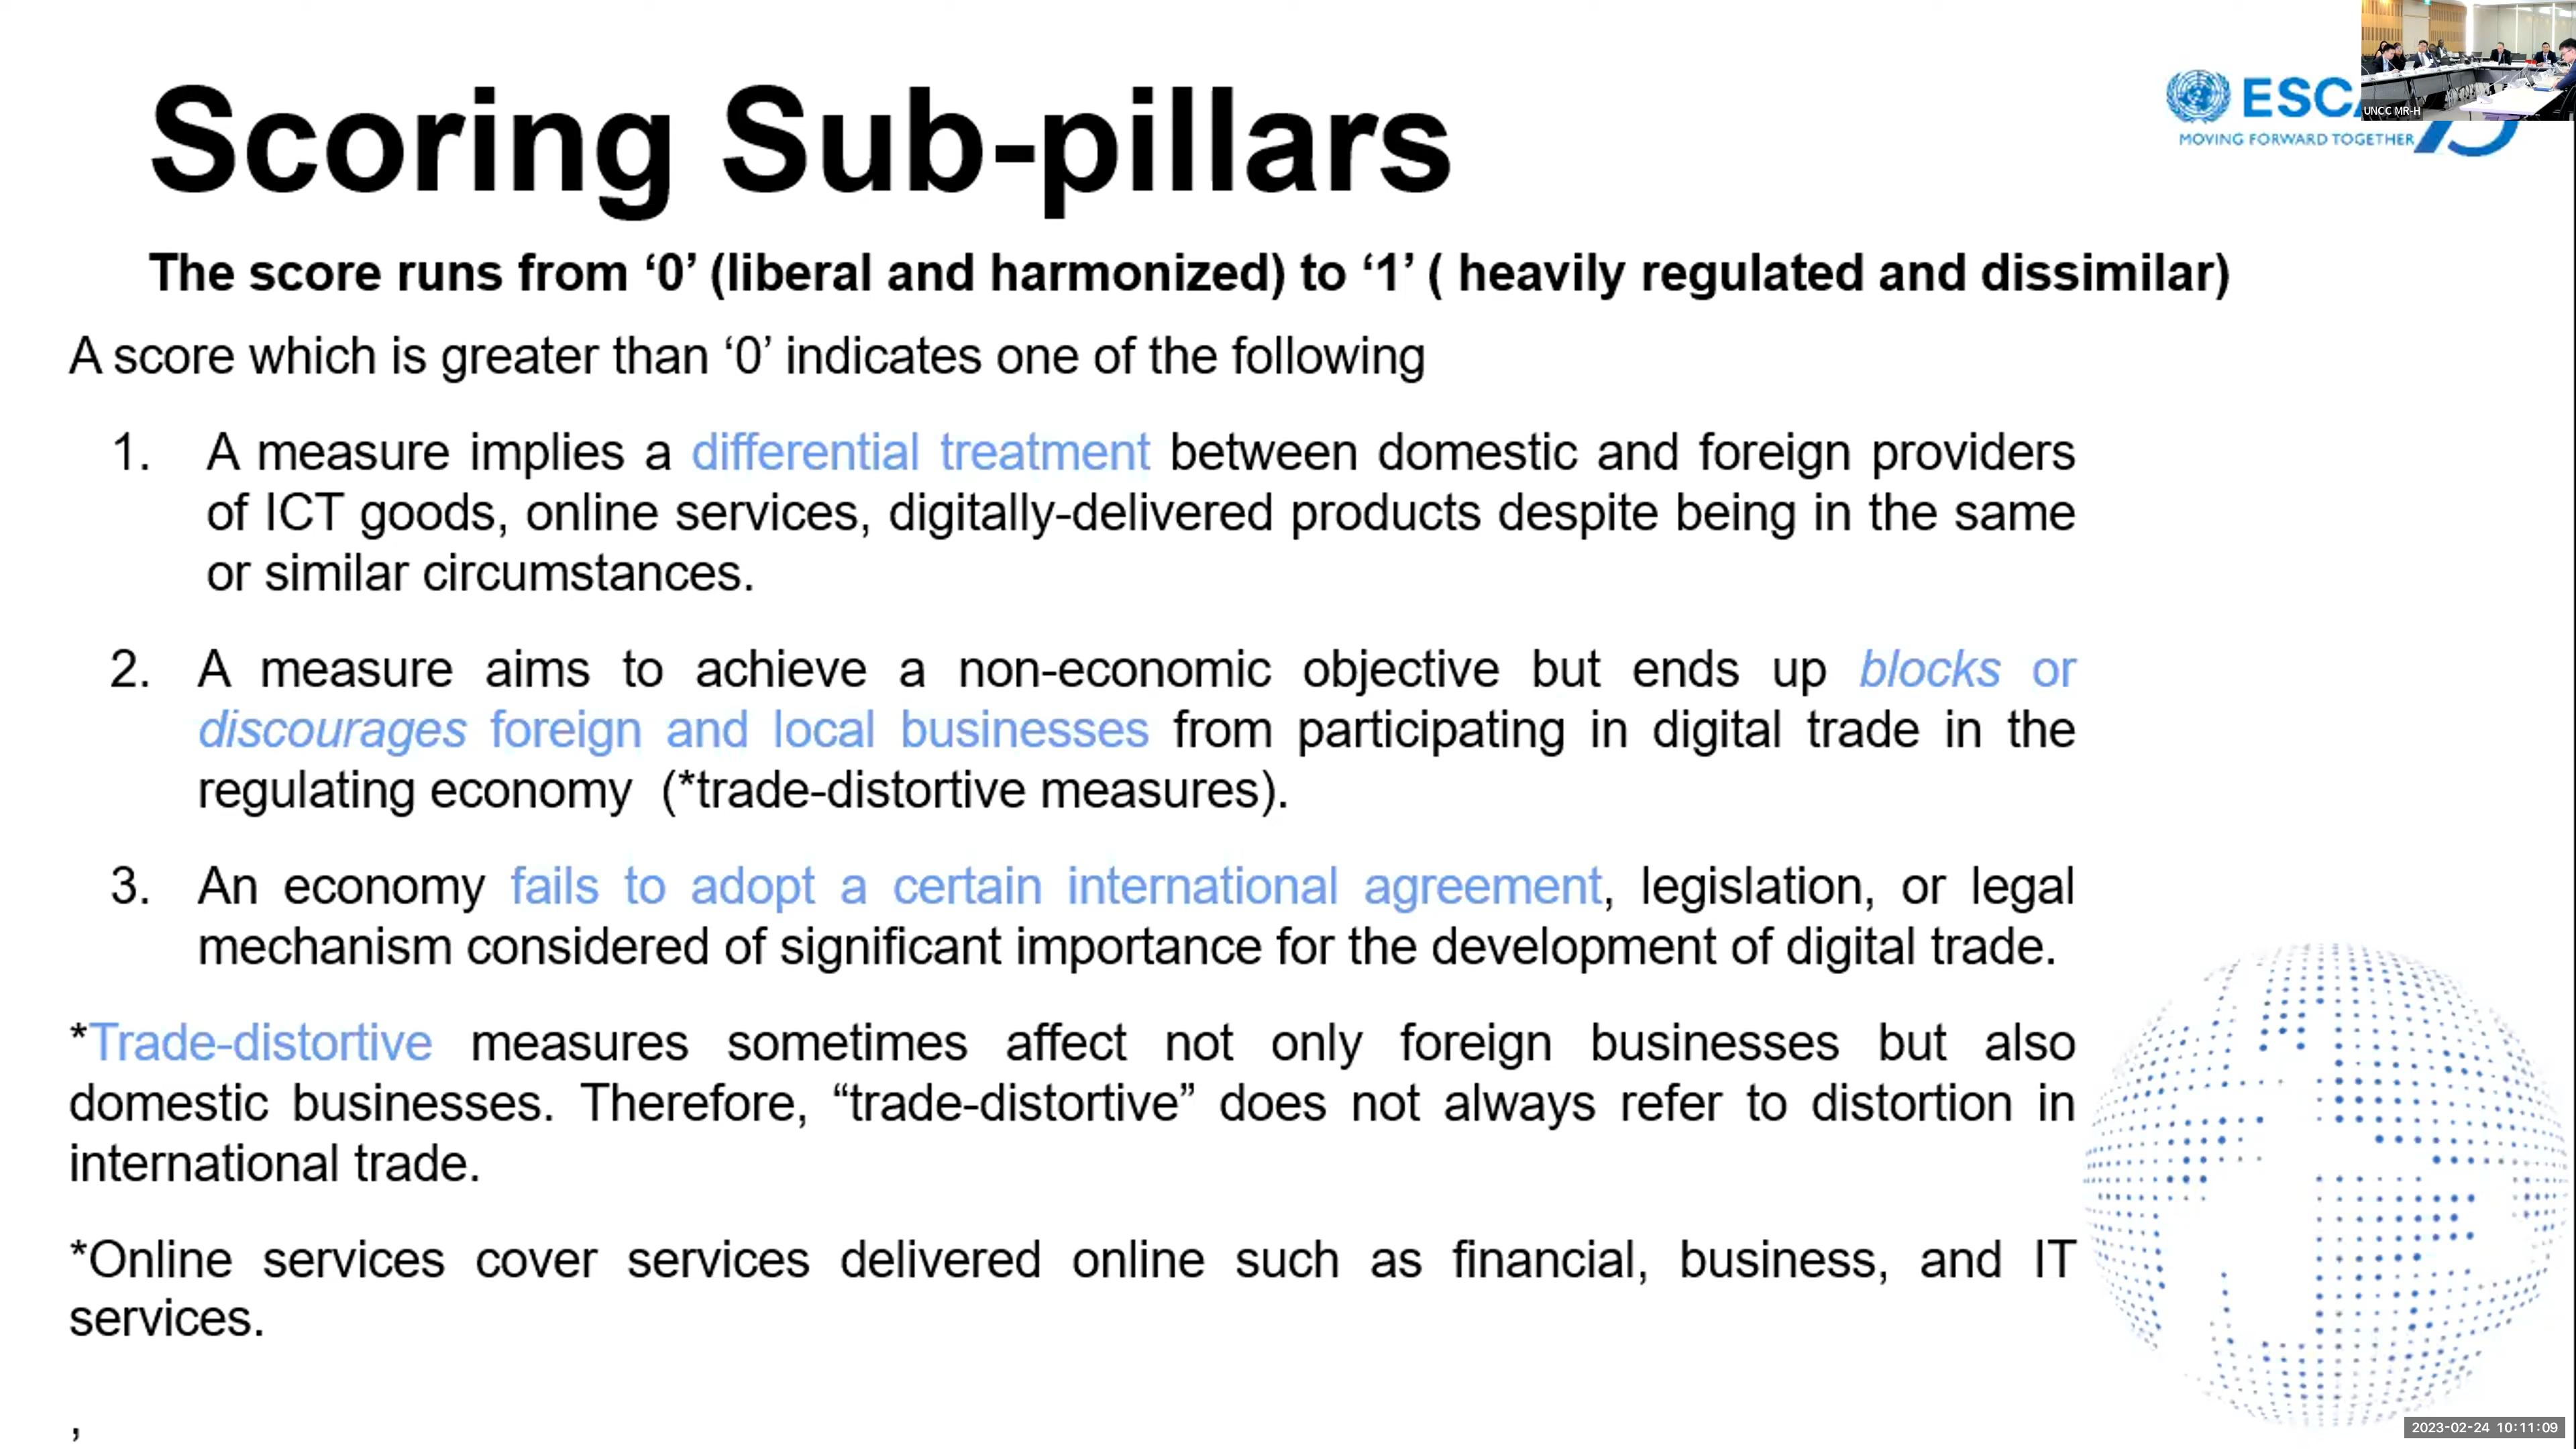 Scoring Sub-pillars
ESC
MOVING FORWARD TOGETHER
UNCC MR-H
The score runs from ‘0’ (liberal and harmonized) to ‘1’ ( heavily regulated and dissimilar)
A score which is greater than ‘0’ indicates one of the following
1. A measure implies a differential treatment between domestic and foreign providers
of ICT goods, online services, digitally-delivered products despite being in the same
or similar circumstances.
2. A measure aims to achieve a non-economic objective but ends up blocks or
discourages foreign and local businesses from participating in digital trade in the
regulating economy (*trade-distortive measures).
3. An economy fails to adopt a certain international agreement, legislation, or legal
mechanism considered of significant importance for the development of digital trade.
*Trade-distortive measures sometimes affect not only foreign businesses but also
domestic businesses. Therefore, “trade-distortive” does not always refer to distortion in
international trade.
*Online services cover services delivered online such as financial, business, and IT
services.
,
2023-02-24 10:11:09